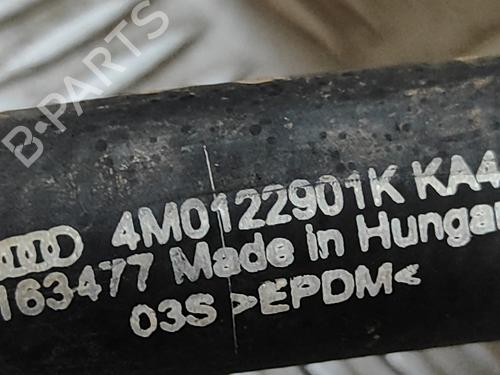 B-PARTS
4M0122901K KA4
163477 Made in Hungar
03S >EPDM<